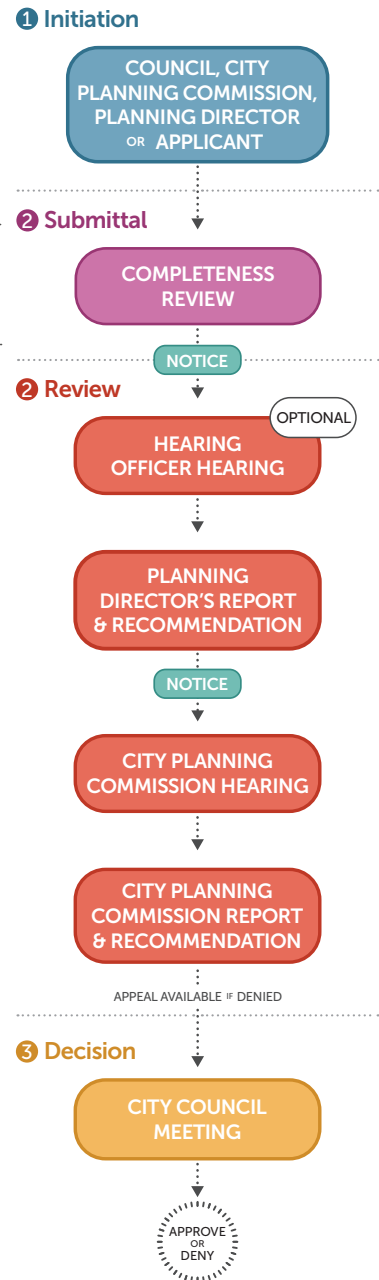 1 Initiation
COUNCIL, CITY
PLANNING COMMISSION,
PLANNING DIRECTOR
OR APPLICANT
2 Submittal
COMPLETENESS
REVIEW
NOTICE
2 Review
OPTIONAL
HEARING
OFFICER HEARING
PLANNING
DIRECTOR'S REPORT
& RECOMMENDATION
NOTICE
CITY PLANNING
COMMISSION HEARING
CITY PLANNING
COMMISSION REPORT
& RECOMMENDATION
APPEAL AVAILABLE IF DENIED
3 Decision
CITY COUNCIL
MEETING
APPROVE
OR
DENY